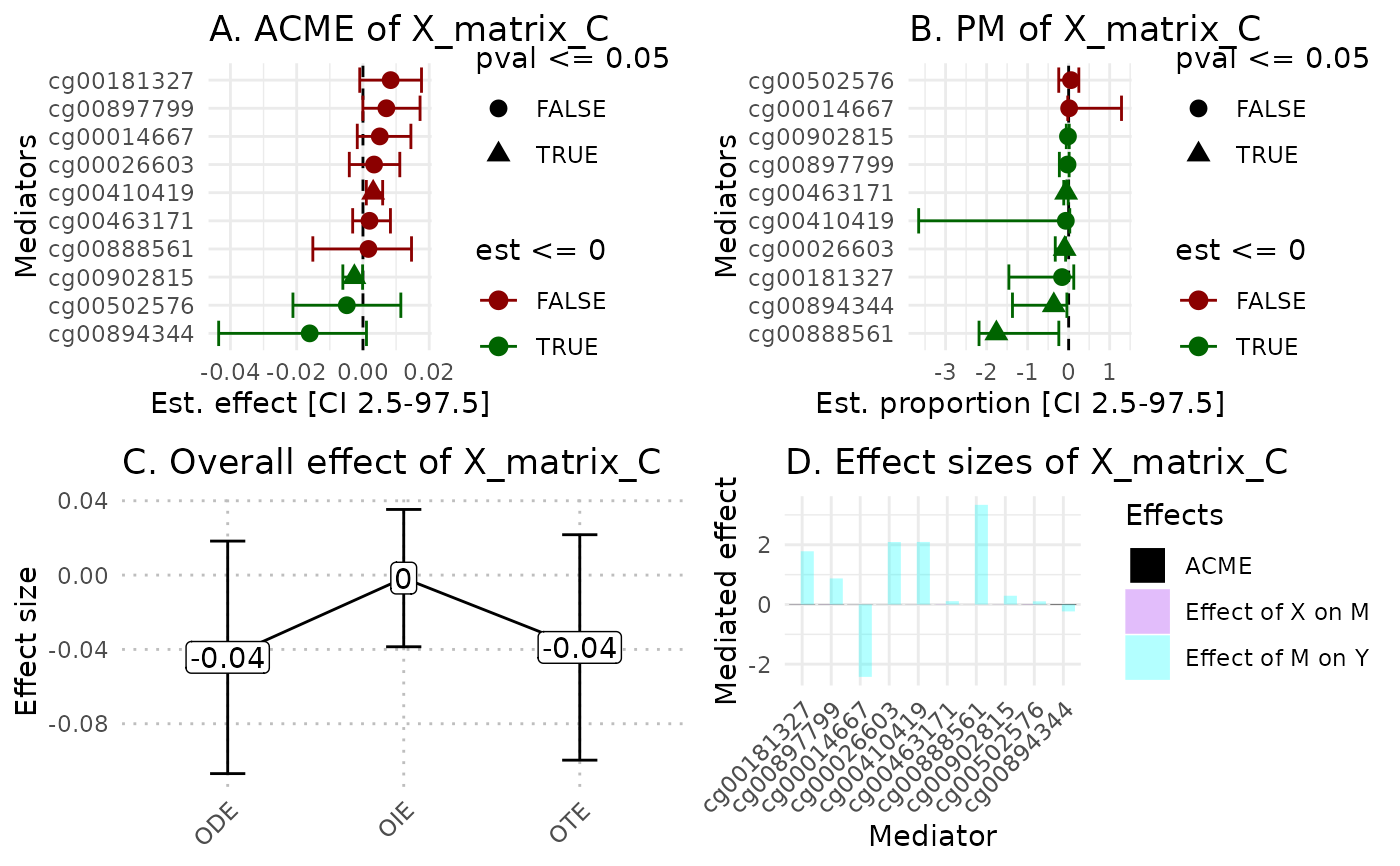 A. ACME of X_matrix_C
pval <= 0.05
FALSE
TRUE
est <= 0
FALSE
TRUE
Mediators
cg00181327
cg00897799
cg00014667
cg00026603
cg00410419
cg00463171
cg00888561
cg00902815
cg00502576
cg00894344
-0.04 -0.02 0.00 0.02
Est. effect [CI 2.5-97.5]
B. PM of X_matrix_C
pval <= 0.05
FALSE
TRUE
est <= 0
FALSE
TRUE
Mediators
cg00502576
cg00014667
cg00902815
cg00897799
cg00463171
cg00410419
cg00026603
cg00181327
cg00894344
cg00888561
-3 -2 -1 0 1
Est. proportion [CI 2.5-97.5]
C. Overall effect of X_matrix_C
Effect size
0.04
0.00
-0.04
-0.08
-0.04
0
-0.04
ODE
OIE
OTE
D. Effect sizes of X_matrix_C
Mediated effect
2
0
-2
cg00181327
cg00897799
cg00014667
cg00026603
cg00410419
cg00463171
cg00888561
cg00902815
cg00502576
cg00894344
Mediator
Effects
ACME
Effect of X on M
Effect of M on Y